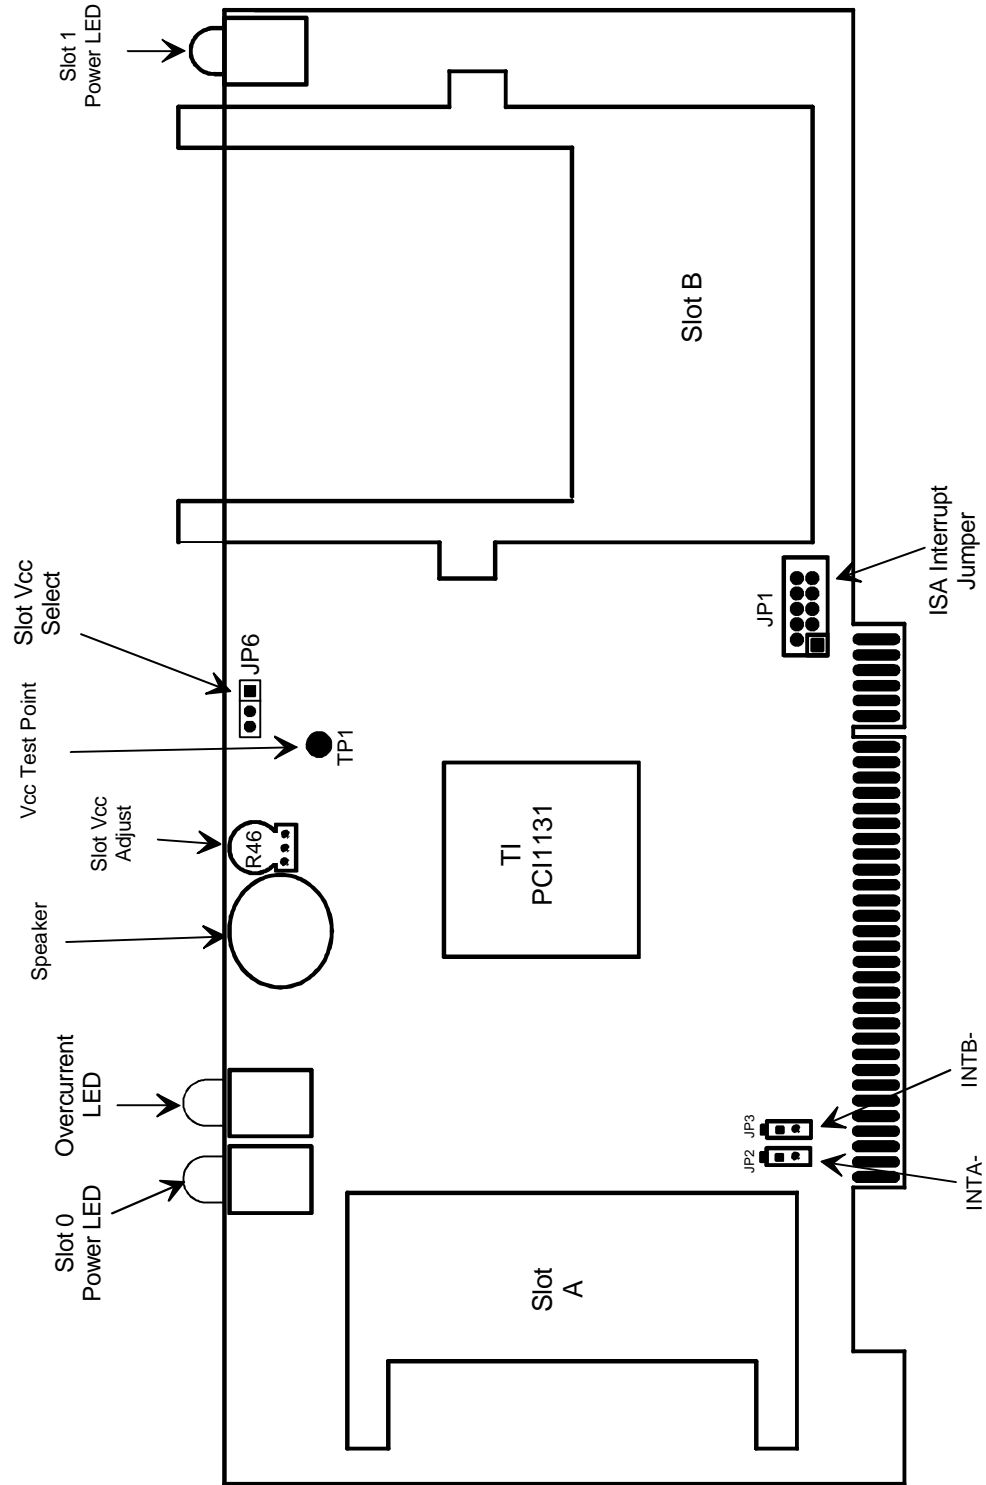 Slot 0
Power LED
Overcurrent
LED
Speaker
Slot Vcc
Adjust
Vcc Test Point
Slot Vcc
Select
Slot 1
Power LED
R46
JP6
TP1
Slot
A
TI
PCI1131
Slot B
JP2
JP3
JP1
INTA-
INTB-
ISA Interrupt
Jumper